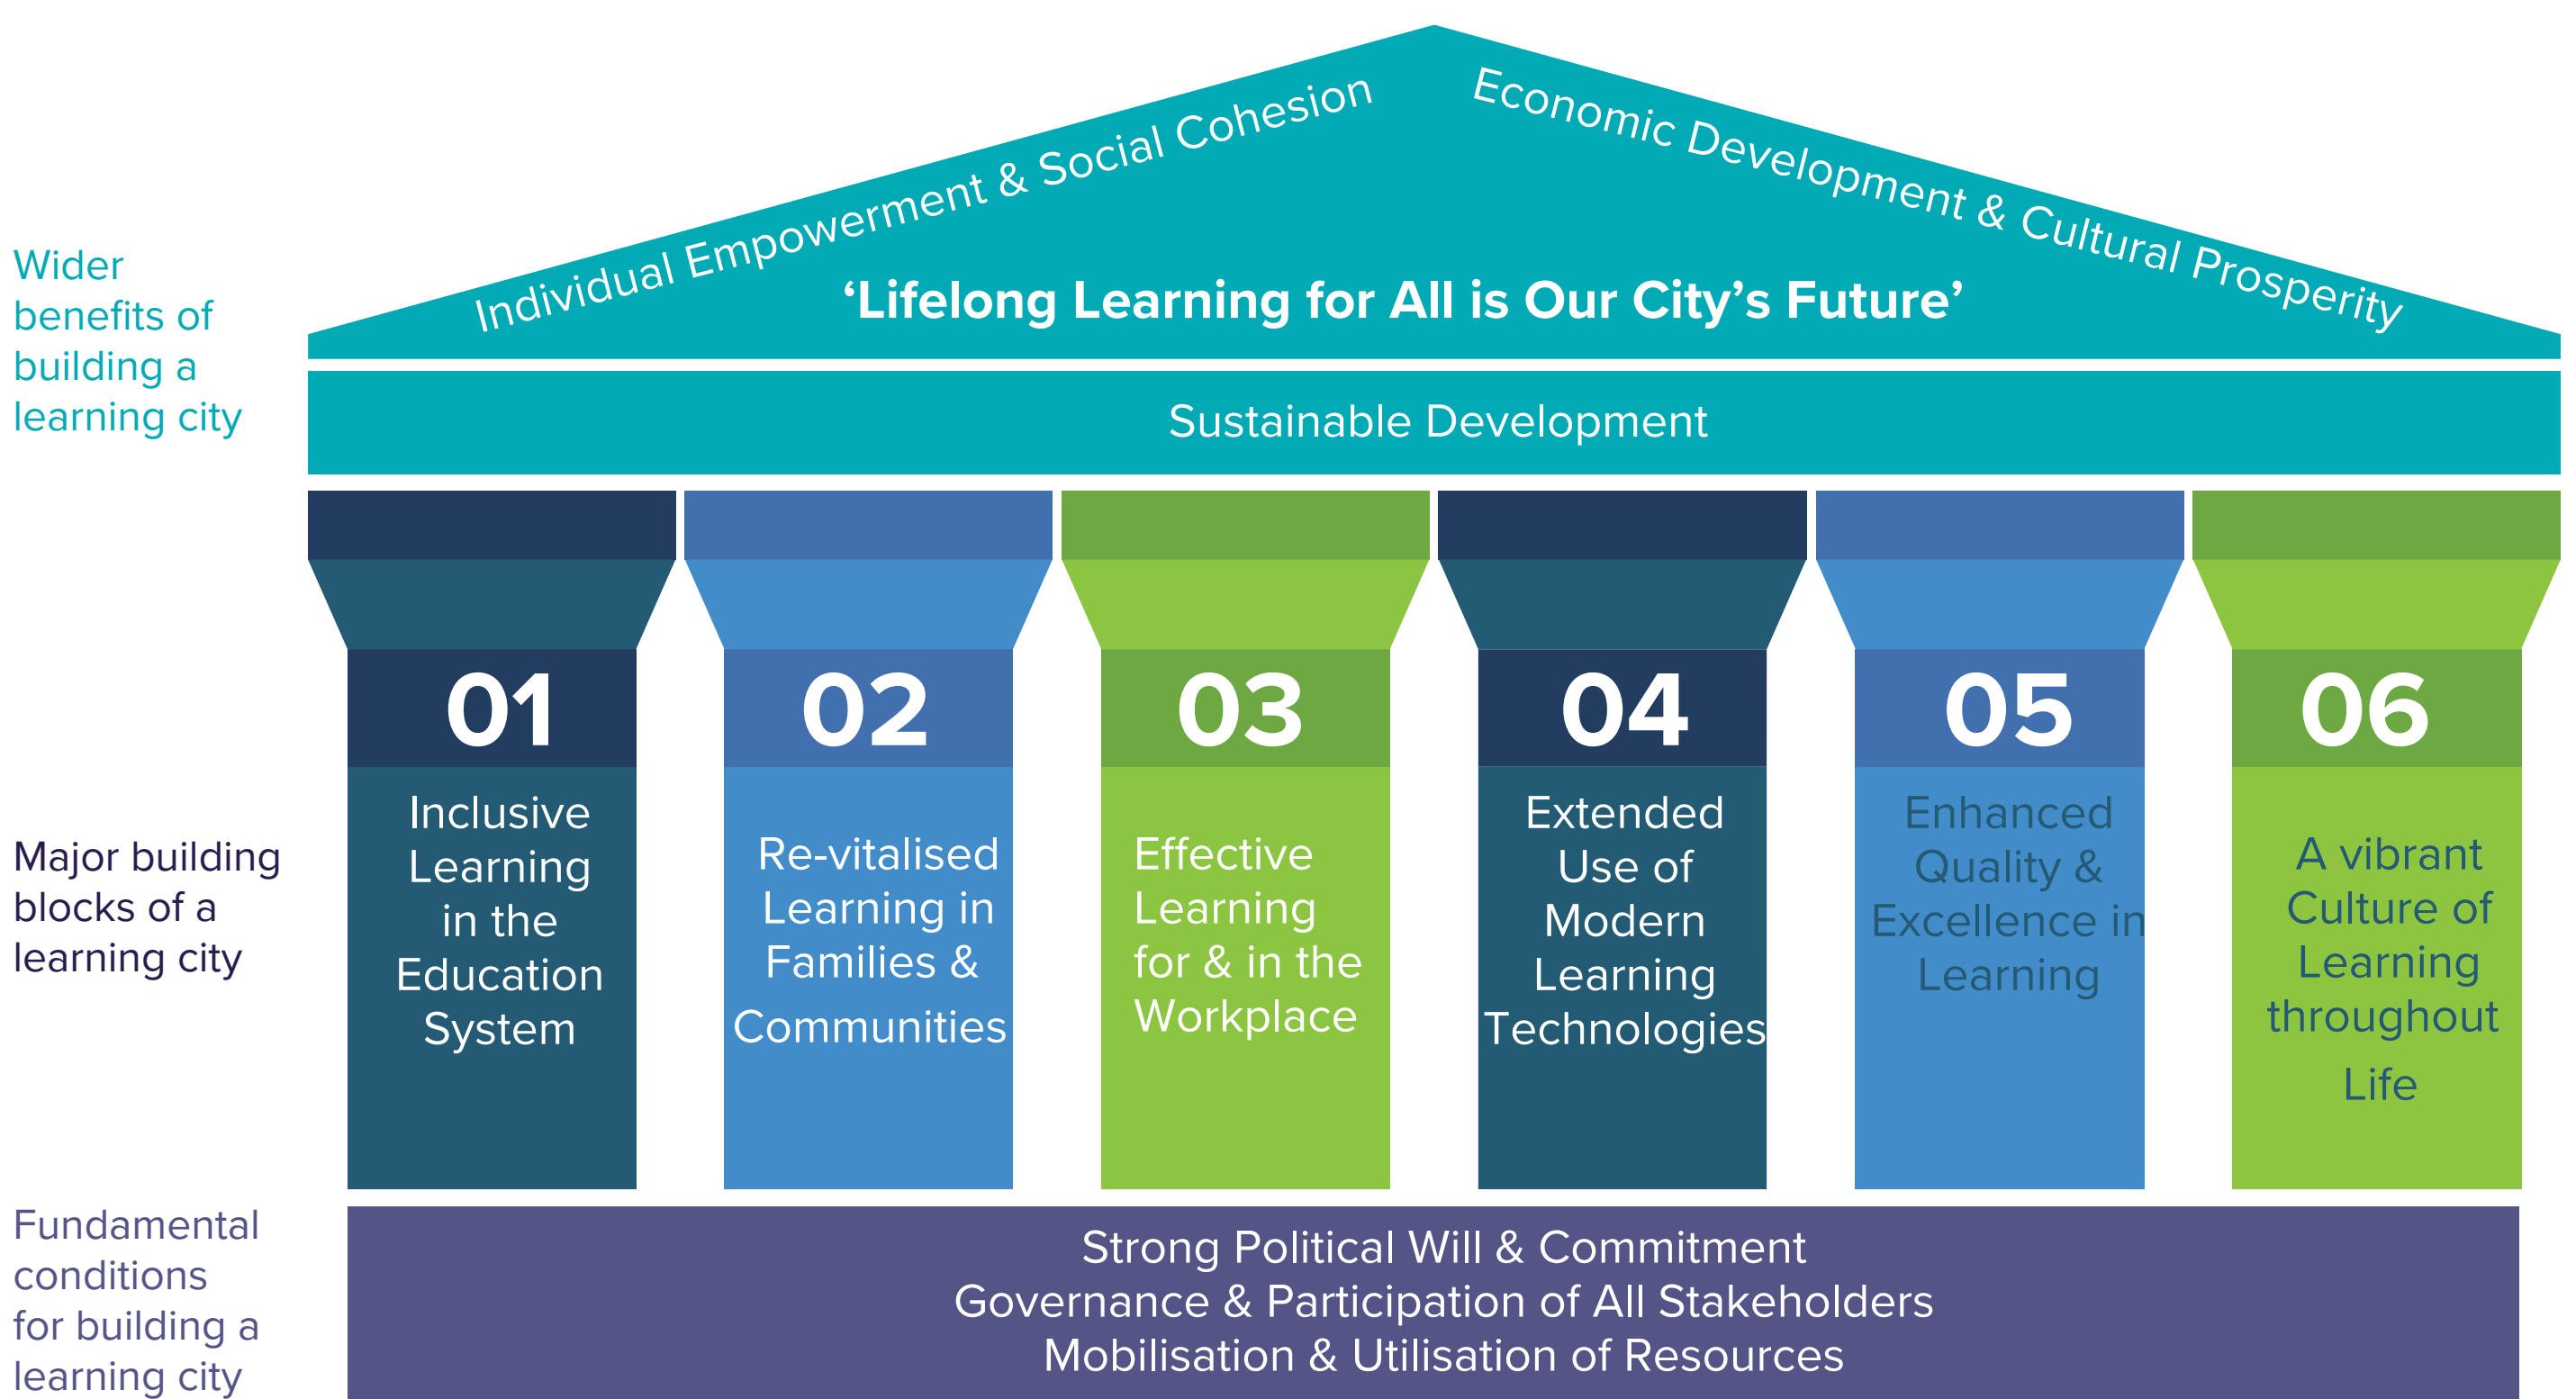 Individual Empowerment & Social Cohesion
Economic Development & Cultural Prosperity
‘Lifelong Learning for All is Our City’s Future’
Wider
benefits of
building a
learning city
Sustainable Development
Major building
blocks of a
learning city
01
Inclusive
Learning
in the
Education
System
02
Re-vitalised
Learning in
Families &
Communities
03
Effective
Learning
for & in the
Workplace
04
Extended
Use of
Modern
Learning
Technologies
05
Enhanced
Quality &
Excellence in
Learning
06
A vibrant
Culture of
Learning
throughout
Life
Fundamental
conditions
for building a
learning city
Strong Political Will & Commitment
Governance & Participation of All Stakeholders
Mobilisation & Utilisation of Resources